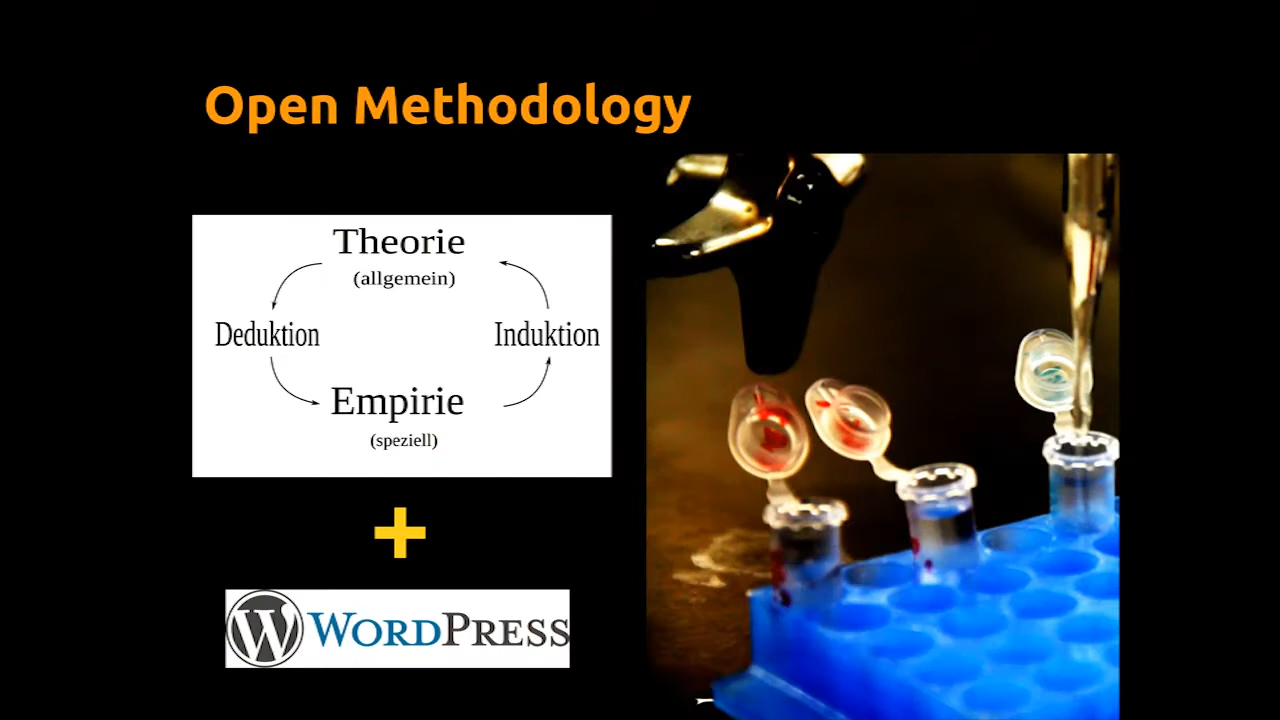 Open Methodology
Theorie
(allgemein)
Deduktion
Induktion
Empirie
(speziell)
+
WORDPRESS